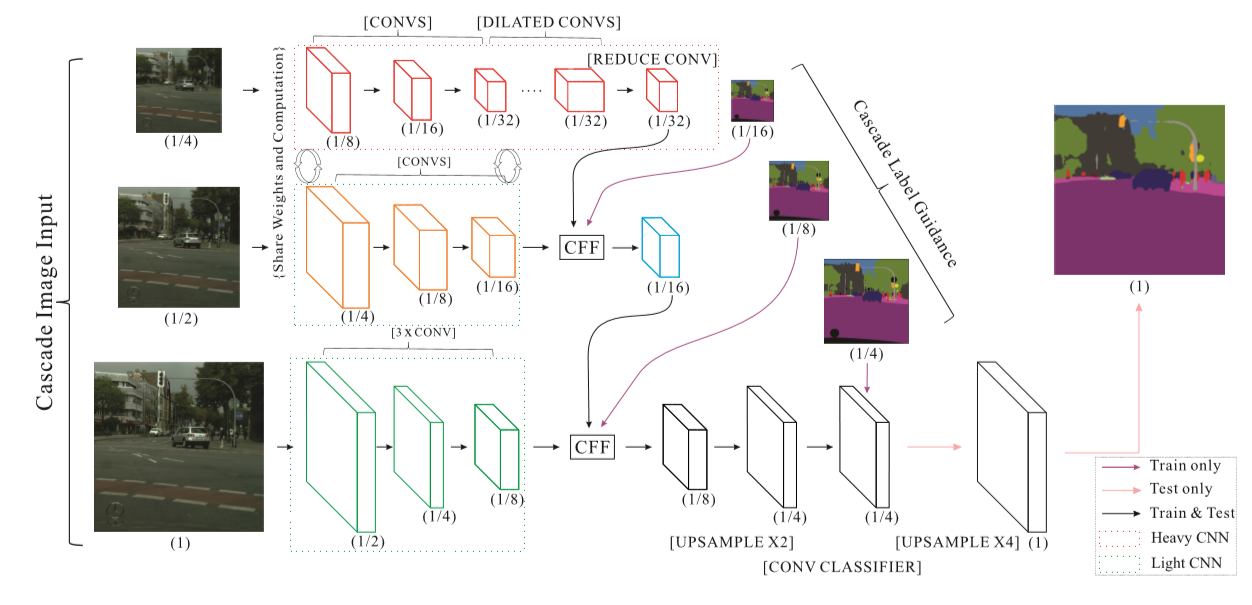 [CONVS]
[DILATED CONVS]
[REDUCE CONV]
(1/4)
(1/8)
(1/16)
(1/32)
....
(1/32)
(1/32)
(1/16)
{Share Weights and Computation}
Cascade Label Guidance
Cascade Image Input
[CONVS]
(1/2)
(1/4)
(1/8)
(1/16)
CFF
(1/16)
(1/8)
(1)
[3 X CONV]
(1)
(1/2)
(1/4)
(1/8)
CFF
(1/4)
(1/8)
(1/4)
(1/4)
(1)
[UPSAMPLE X2]
[UPSAMPLE X4]
[CONV CLASSIFIER]
Train only
Test only
Train & Test
Heavy CNN
Light CNN